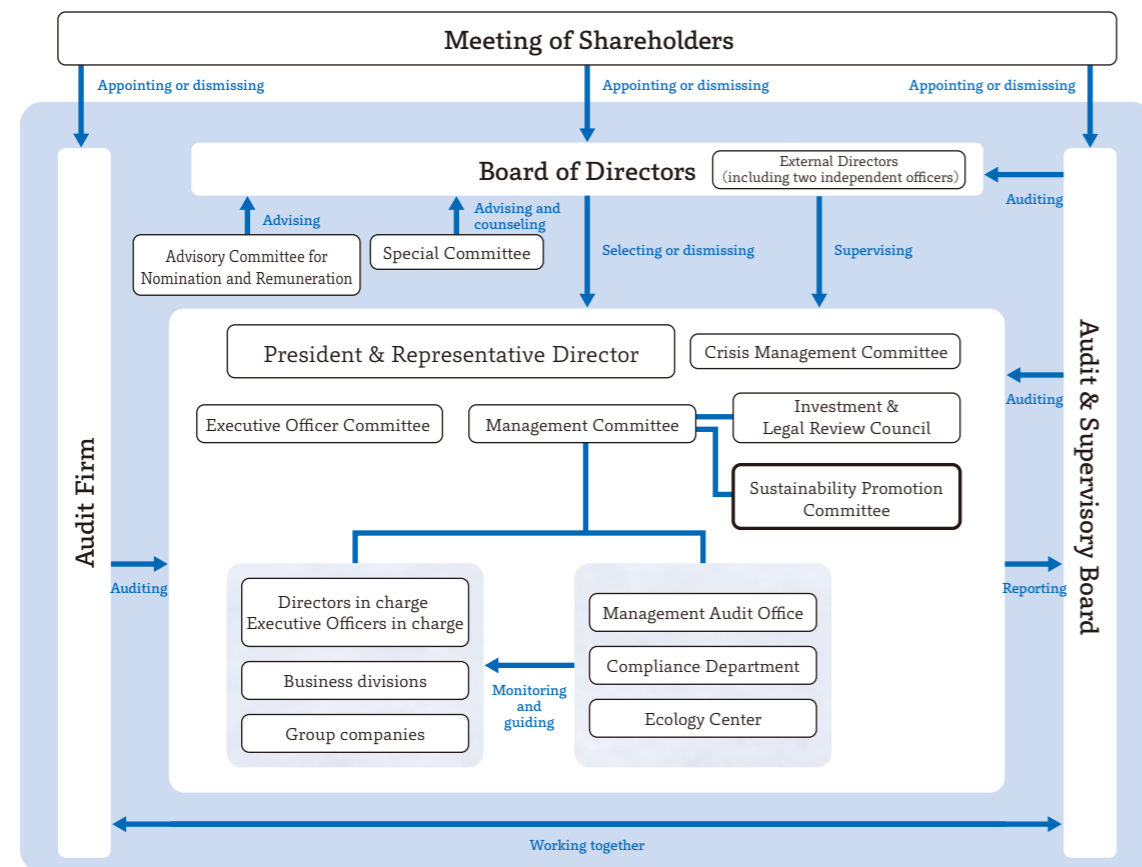 Meeting of Shareholders
Appointing or dismissing
Appointing or dismissing
Appointing or dismissing
Board of Directors
External Directors
(including two independent officers)
Auditing
Advising
Advising and
counseling
Advisory Committee for
Nomination and Remuneration
Special Committee
Selecting or dismissing
Supervising
President & Representative Director
Crisis Management Committee
Auditing
Executive Officer Committee
Management Committee
Investment &
Legal Review Council
Sustainability Promotion
Committee
Audit Firm
Audit & Supervisory Board
Auditing
Reporting
Directors in charge
Executive Officers in charge
Business divisions
Group companies
Monitoring
and
guiding
Management Audit Office
Compliance Department
Ecology Center
Working together